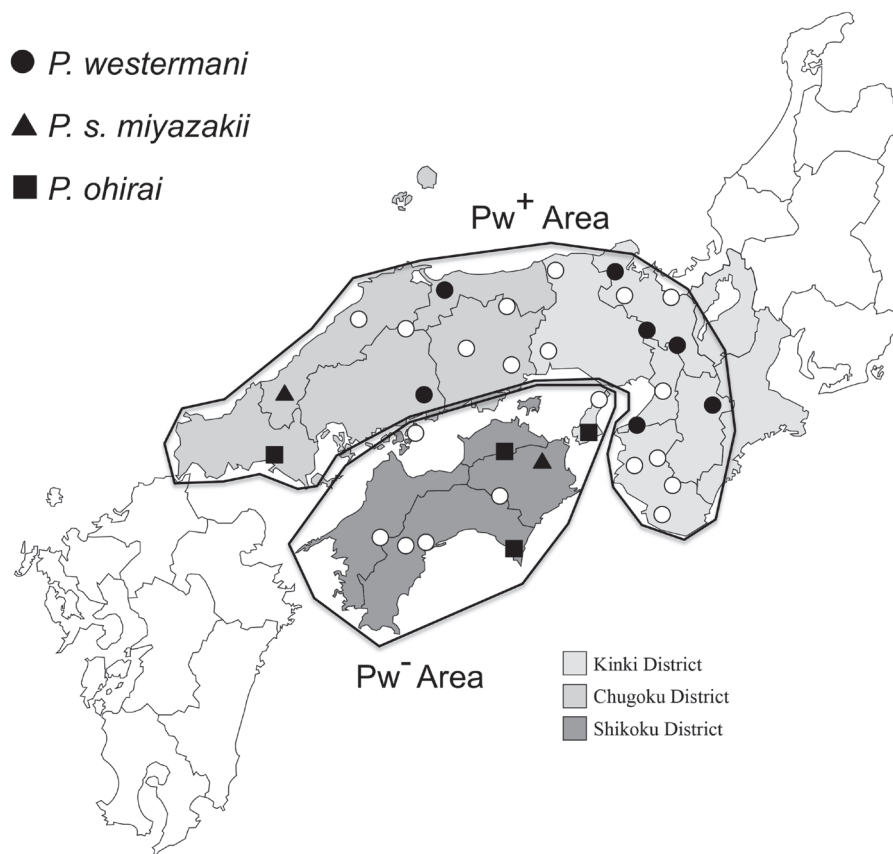 P. westermani
P. s. miyazakii
P. ohirai
Pw+ Area
Pw- Area
Kinki District
Chugoku District
Shikoku District